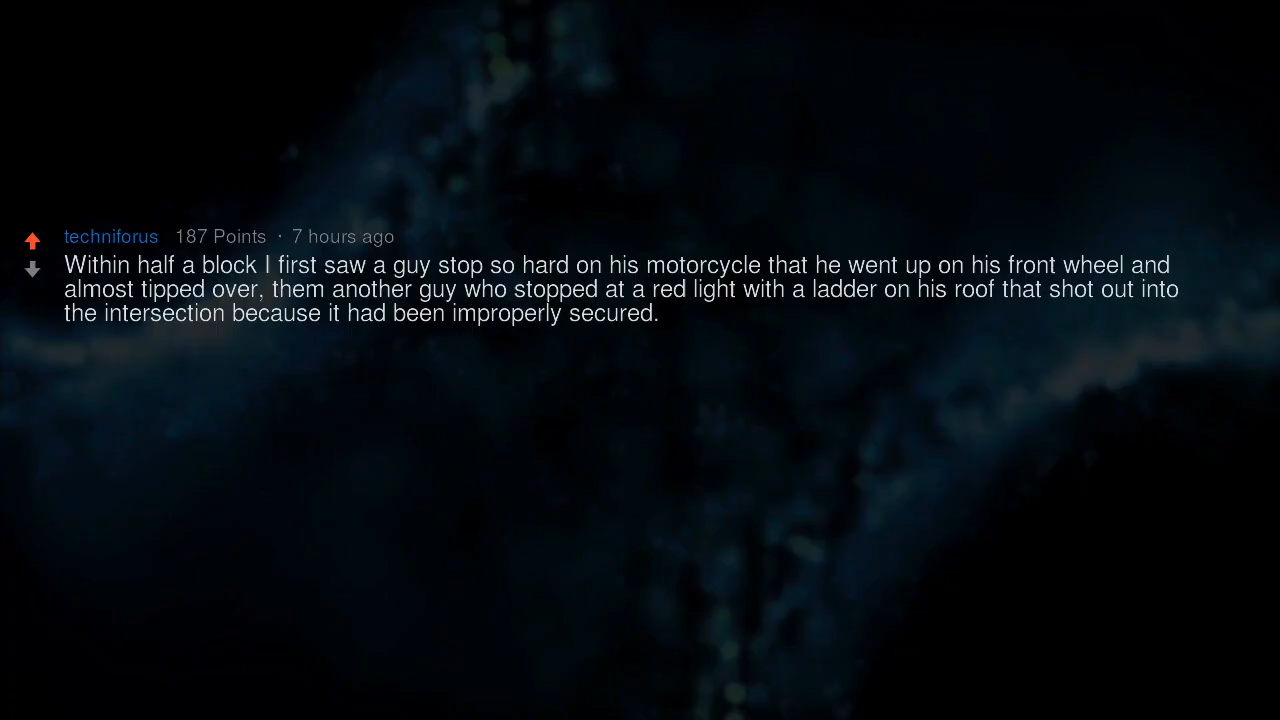 techniforus 187 Points · 7 hours ago
Within half a block I first saw a guy stop so hard on his motorcycle that he went up on his front wheel and
almost tipped over, them another guy who stopped at a red light with a ladder on his roof that shot out into
the intersection because it had been improperly secured.